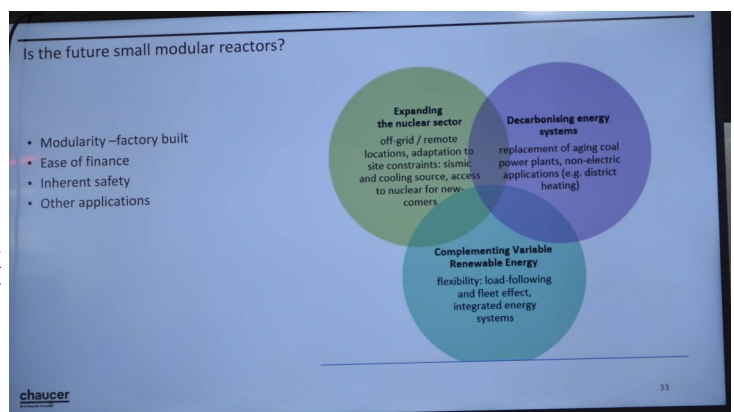 Is the future small modular reactors?
• Modularity –factory built
• Ease of finance
• Inherent safety
• Other applications
Expanding
the nuclear sector
off-grid / remote
locations, adaptation to
site constraints: sismic
and cooling source, access
to nuclear for new-
comers
Decarbonising energy
systems
replacement of aging coal
power plants, non-electric
applications (e.g. district
heating)
Complementing Variable
Renewable Energy
flexibility: load-following
and fleet effect,
integrated energy
systems
chaucer
33